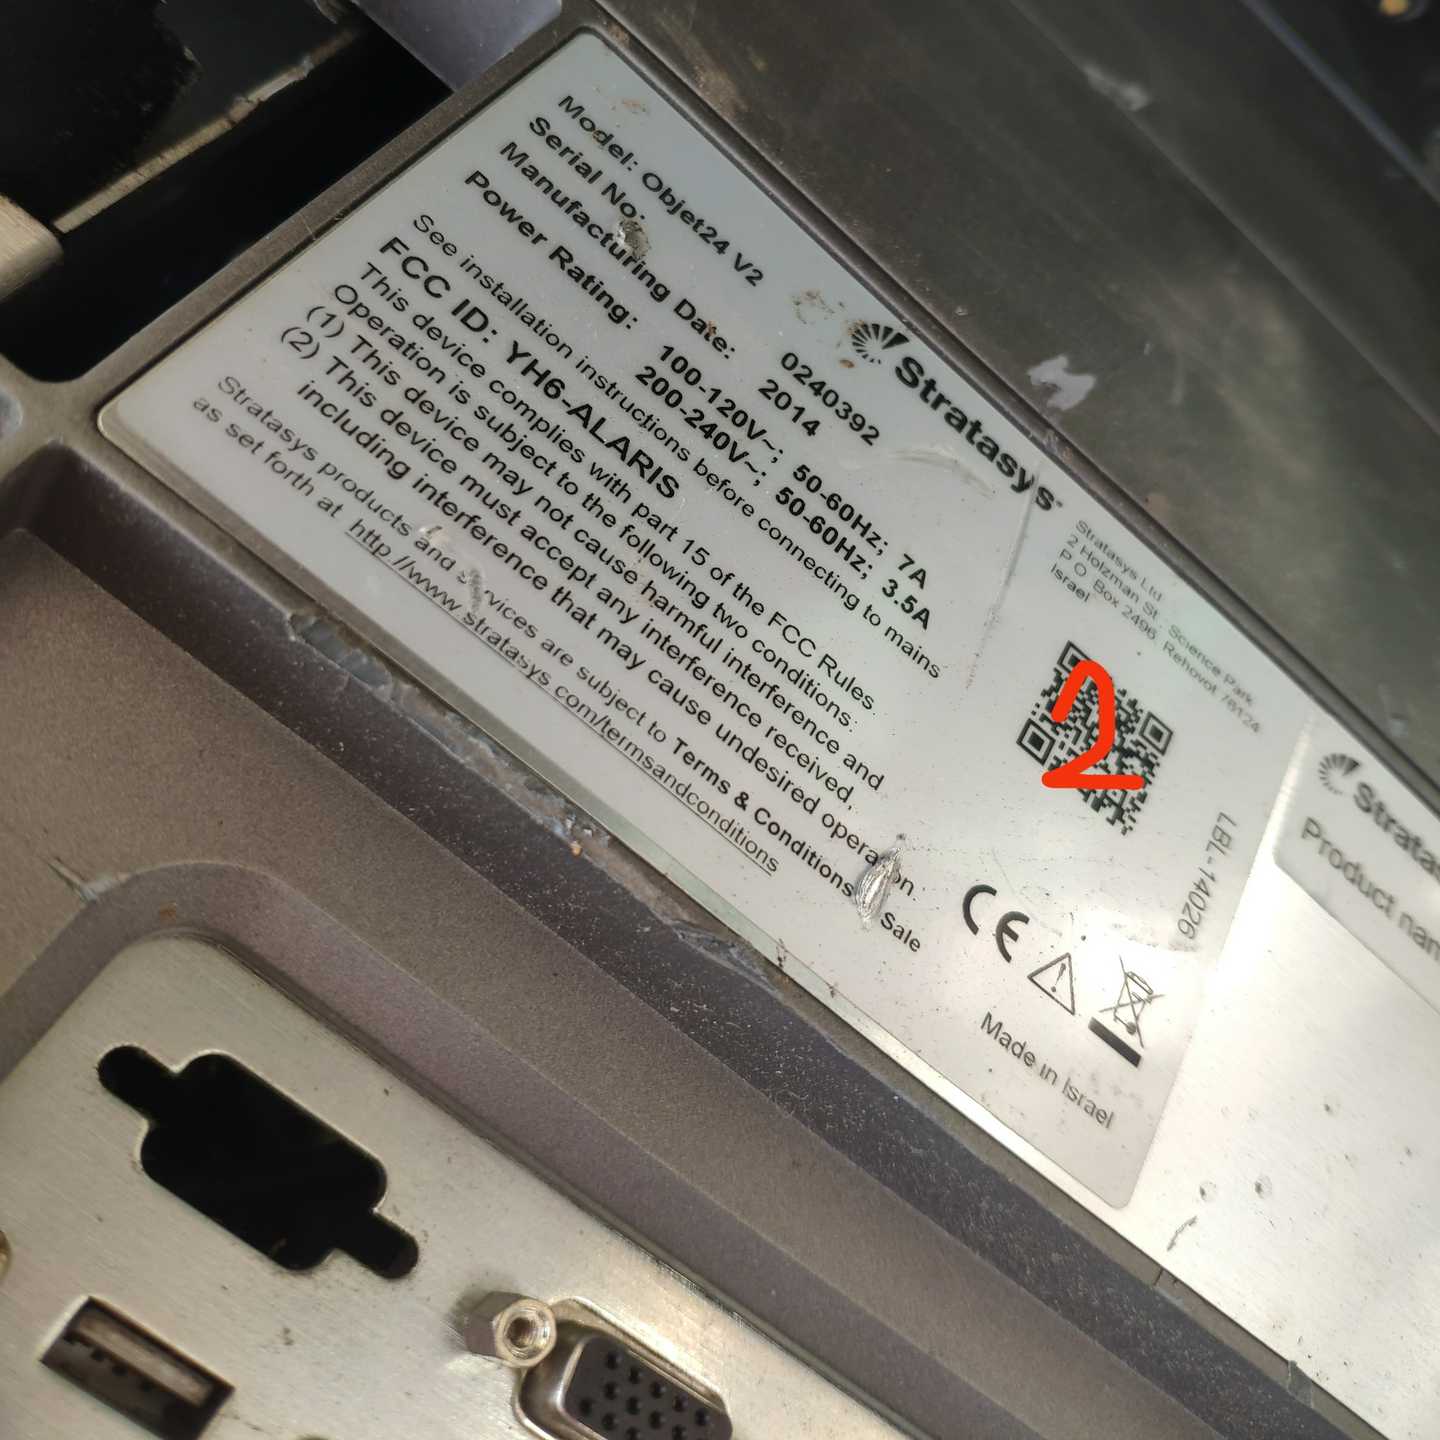 Stratasys
Stratasys Ltd.
2 Holzman St. Science Park
P.O. Box 2496 Rehovot 76124
Israel
Model: Objet24 V2
Serial No: 0240392
Manufacturing Date: 2014
Power Rating: 100-120V~; 50-60Hz; 7A
200-240V~; 50-60Hz; 3.5A
See installation instructions before connecting to mains
FCC ID: YH6-ALARIS
This device complies with part 15 of the FCC Rules.
Operation is subject to the following two conditions:
(1) This device may not cause harmful interference and
(2) This device must accept any interference received,
including interference that may cause undesired operation.
Stratasys products and services are subject to Terms & Conditions Sale
as set forth at http://www.stratasys.com/termsandconditions
2
LBL-14026
CE
Made in Israel
Stratas
Product nam